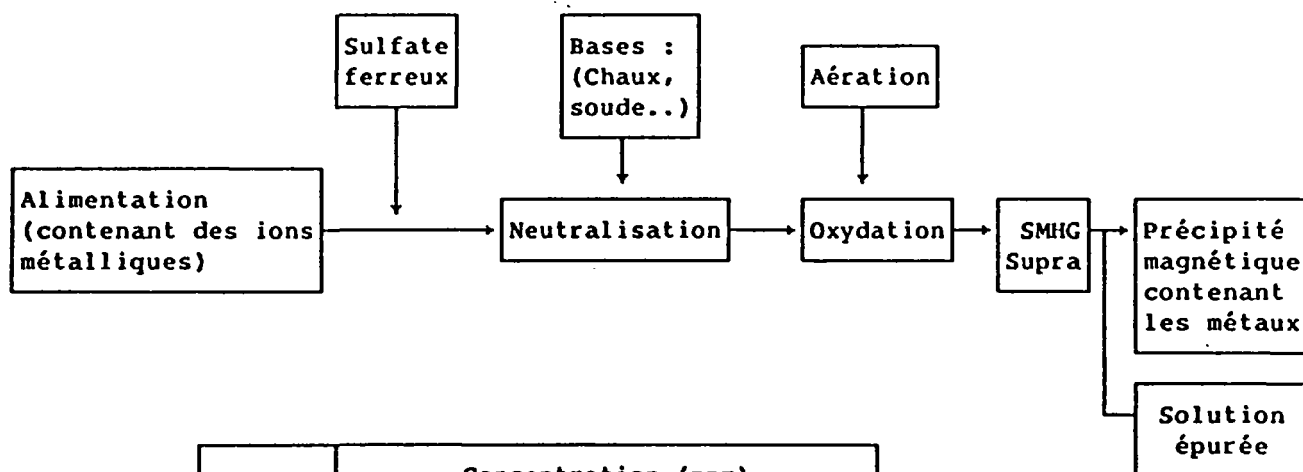 Sulfate
ferreux
Bases :
(Chaux,
soude..)
Aération
Alimentation
(contenant des ions
métalliques)
Neutralisation
Oxydation
SMHG
Supra
Précipité
magnétique
contenant
les métaux
Solution
épurée
Concentration (ppm)